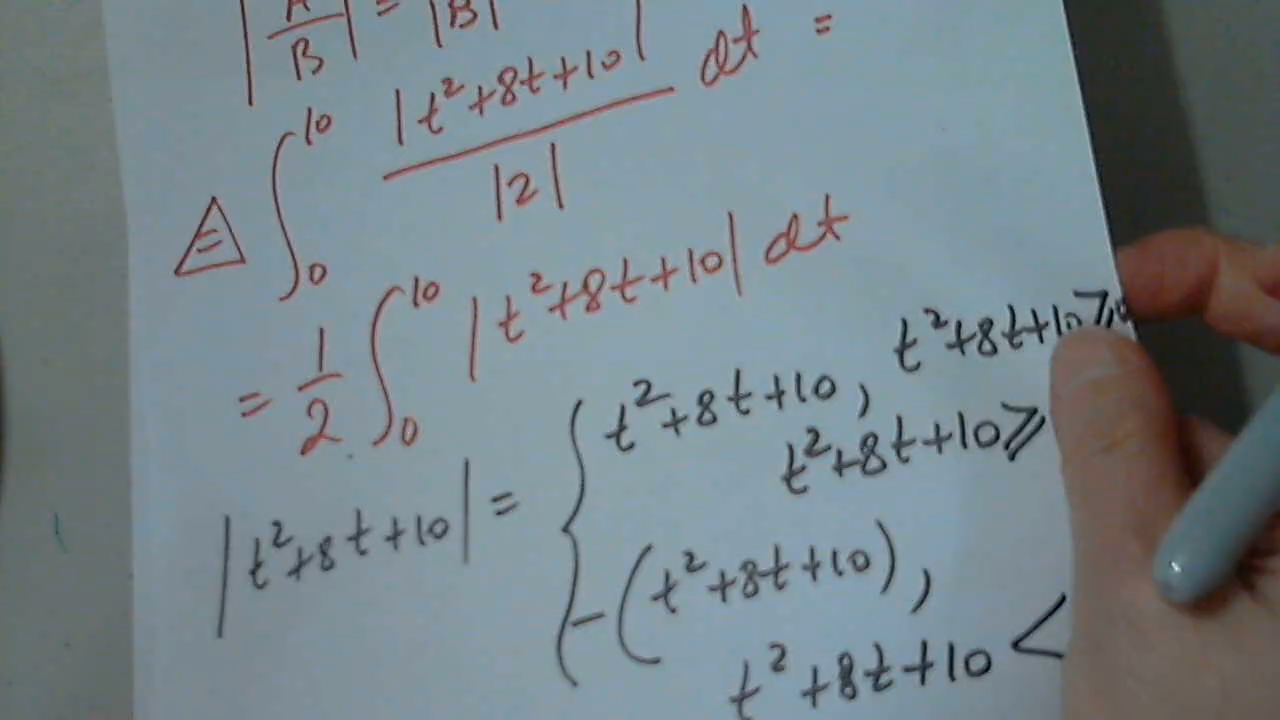 |A/B| = |B|
∫₀¹⁰ |t²+8t+10| / |2| dt =
= 1/2 ∫₀¹⁰ |t²+8t+10| dt
t²+8t+10 ⩾
|t²+8t+10| = { t²+8t+10,
t²+8t+10 ⩾
-(t²+8t+10),
t²+8t+10 <